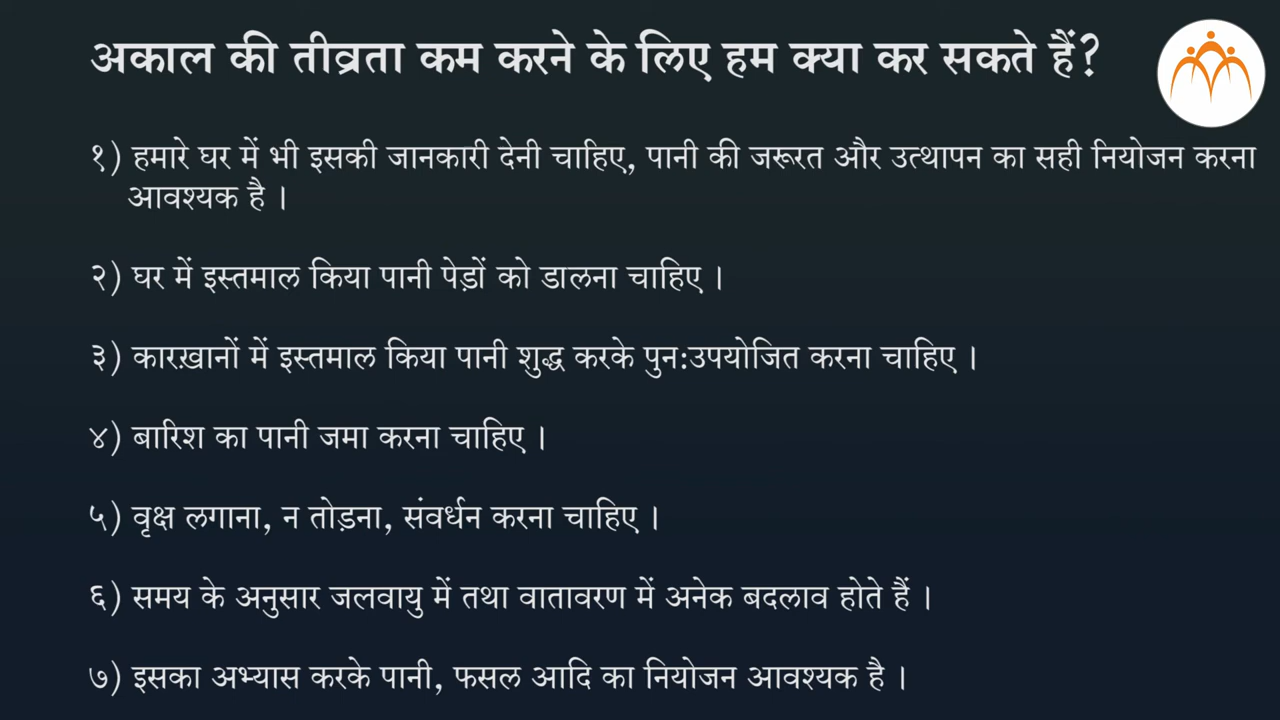 अकाल की तीव्रता कम करने के लिए हम क्या कर सकते हैं?
१) हमारे घर में भी इसकी जानकारी देनी चाहिए, पानी की जरूरत और उत्थापन का सही नियोजन करना
आवश्यक है ।
२) घर में इस्तमाल किया पानी पेड़ों को डालना चाहिए ।
३) कारख़ानों में इस्तमाल किया पानी शुद्ध करके पुन:उपयोजित करना चाहिए ।
४) बारिश का पानी जमा करना चाहिए ।
५) वृक्ष लगाना, न तोड़ना, संवर्धन करना चाहिए ।
६) समय के अनुसार जलवायु में तथा वातावरण में अनेक बदलाव होते हैं ।
७) इसका अभ्यास करके पानी, फसल आदि का नियोजन आवश्यक है ।